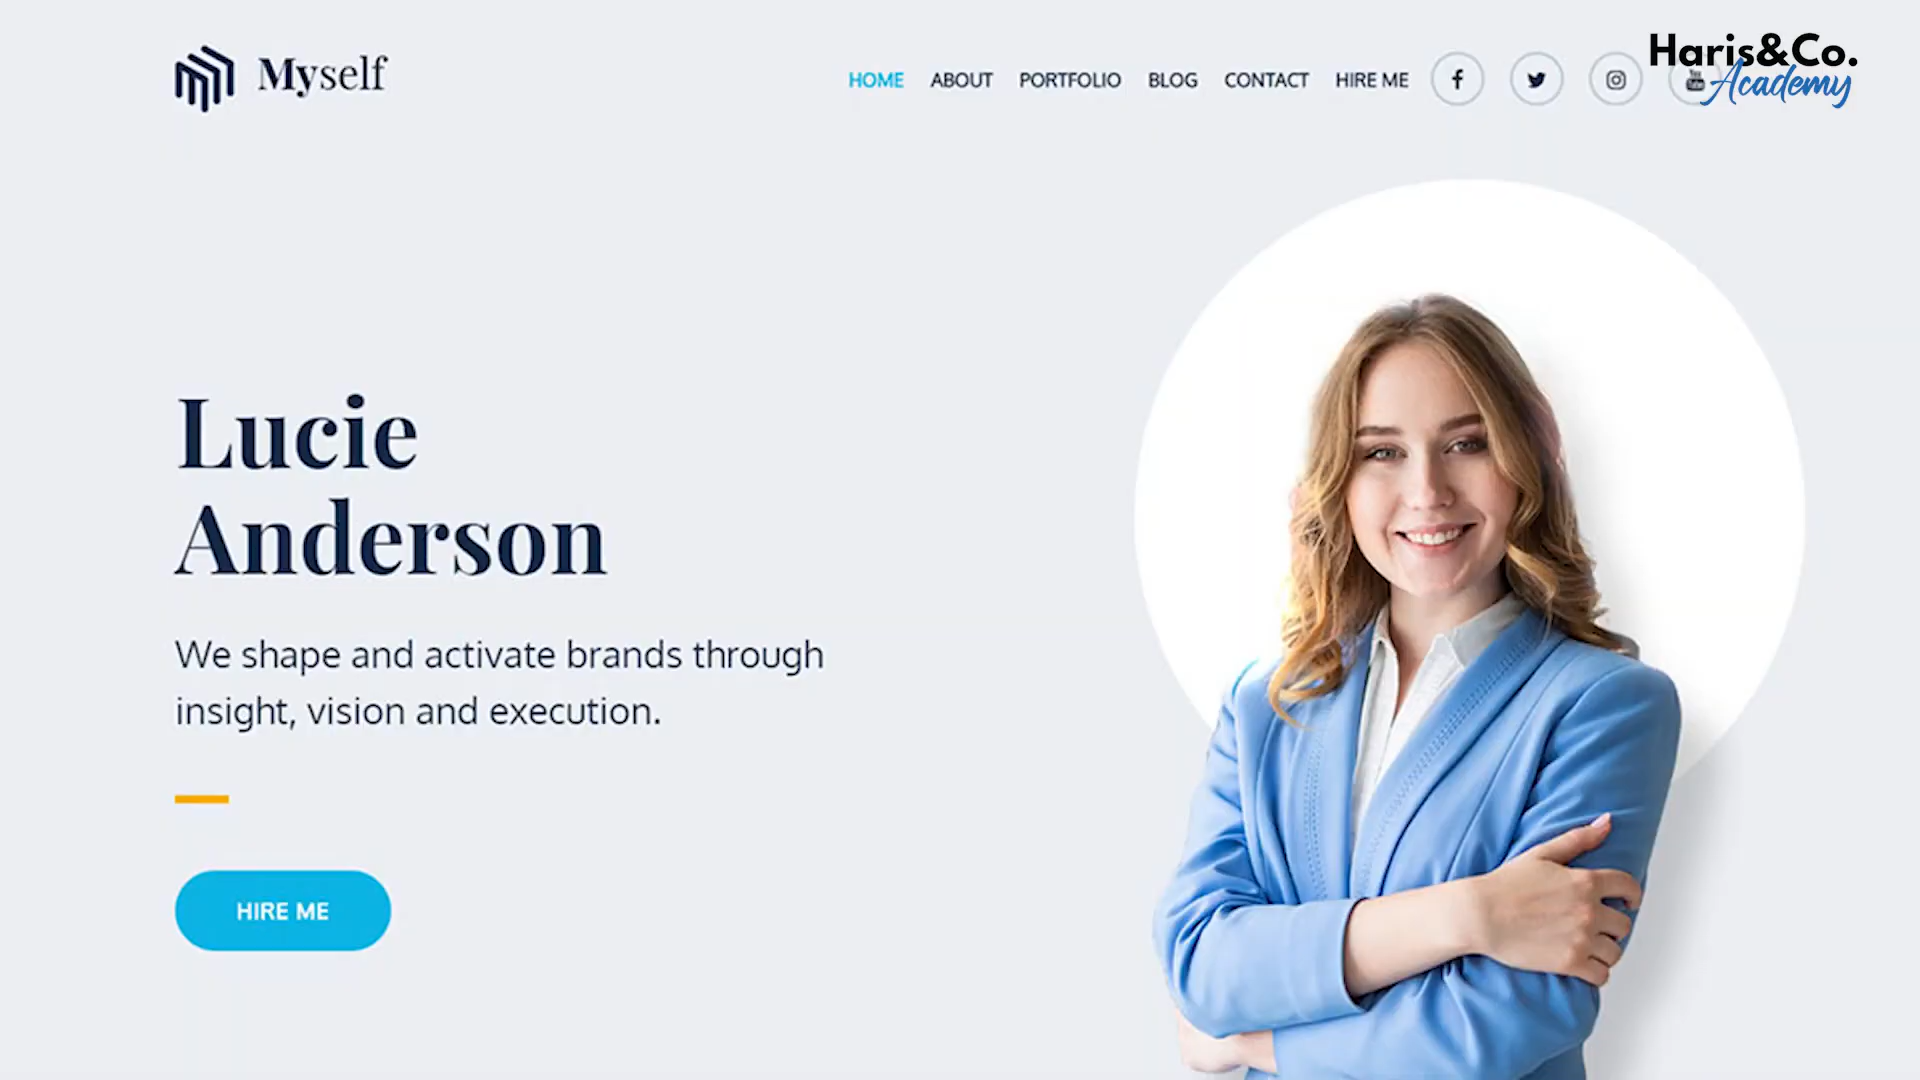 Myself
HOME ABOUT PORTFOLIO BLOG CONTACT HIRE ME
Haris&Co.
Academy
Lucie
Anderson
We shape and activate brands through
insight, vision and execution.
HIRE ME